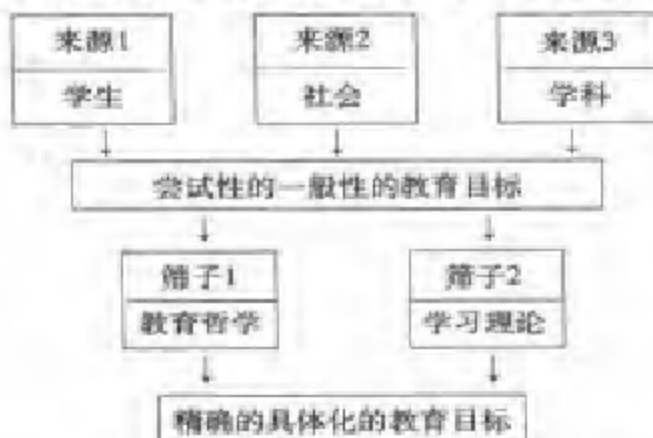 来源1
来源2
来源3
学生
社会
学科
尝试性的一般性的教育目标
筛子1
筛子2
教育哲学
学习理论
精确的具体化的教育目标